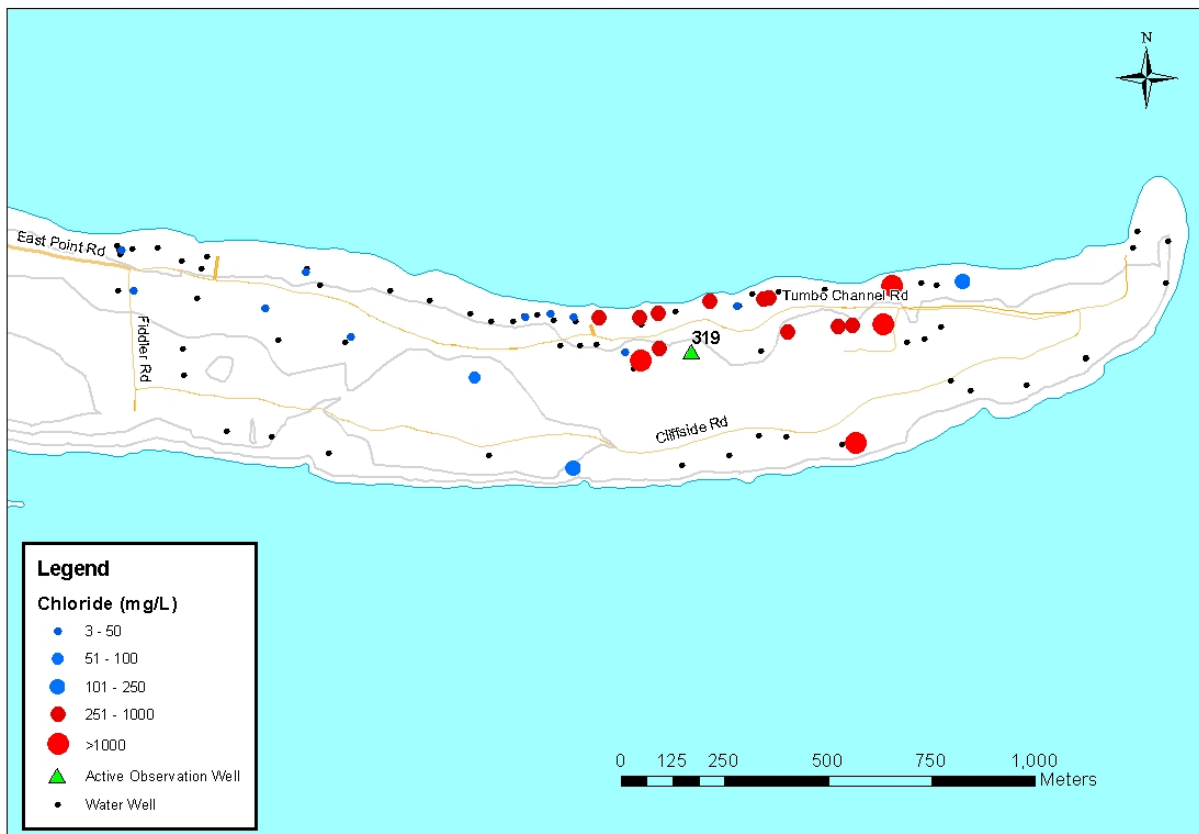 N
East Point Rd
Tumbo Channel Rd
319
Fiddler Rd
Cliffside Rd
Legend
Chloride (mg/L)
3 - 50
51 - 100
101 - 250
251 - 1000
>1000
Active Observation Well
Water Well
0 125 250 500 750 1,000
Meters